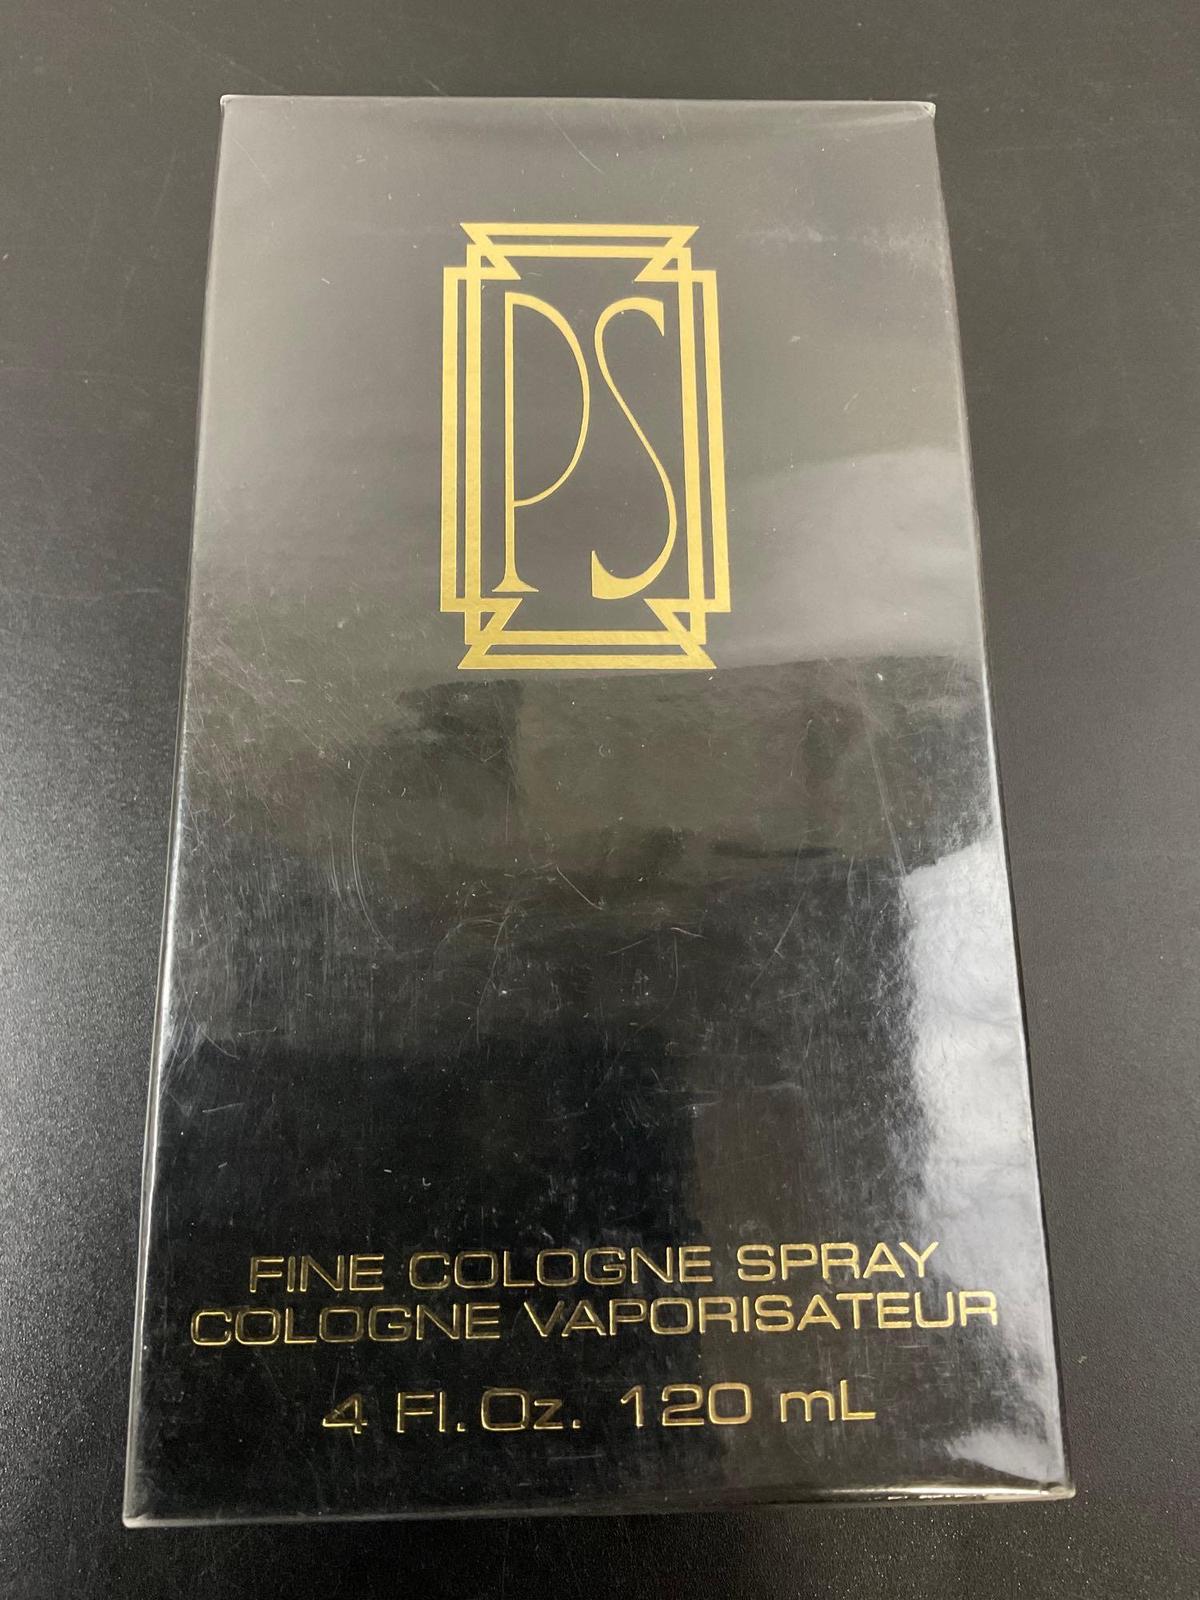 PS
FINE COLOGNE SPRAY
COLOGNE VAPORISATEUR
4 Fl. Oz. 120 mL